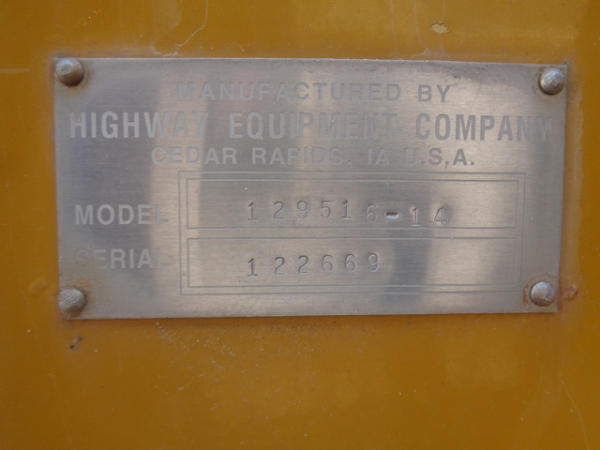 MANUFACTURED BY
HIGHWAY EQUIPMENT COMPANY
CEDAR RAPIDS, IA U.S.A.
MODEL 129516-14
SERIAL 122669